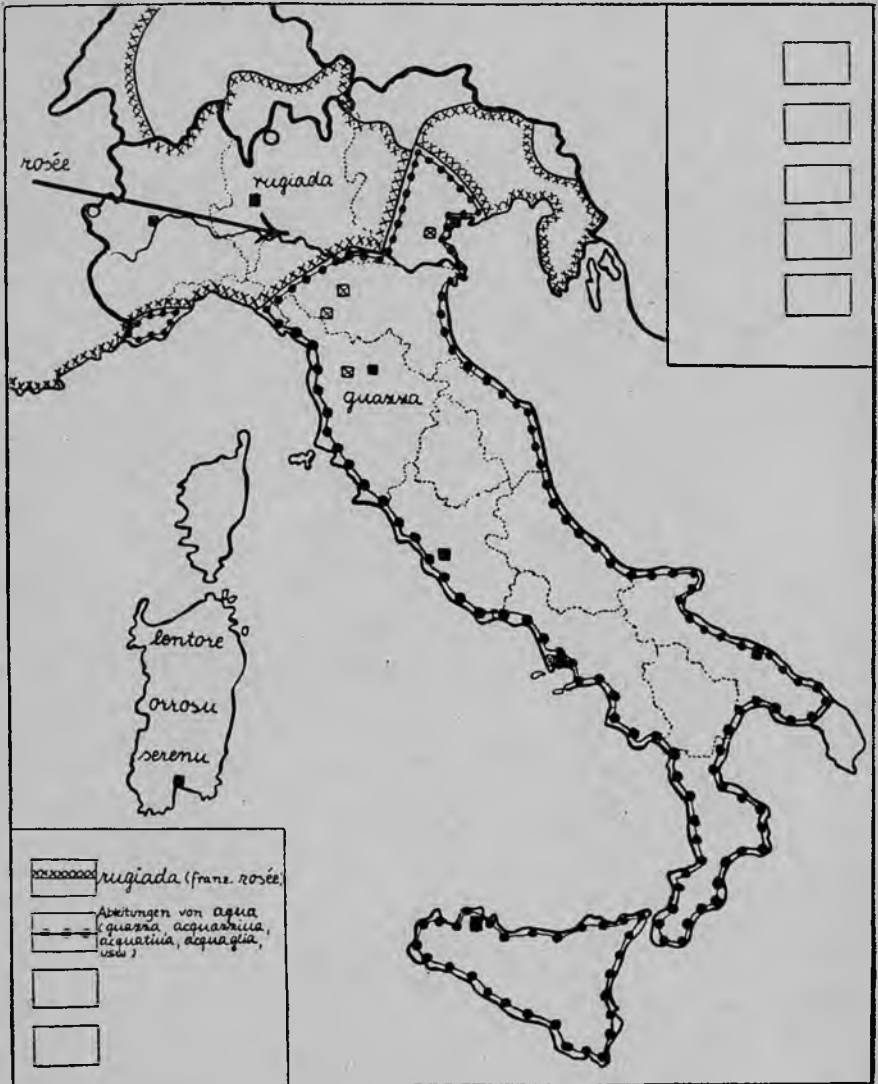 rosée
rugiada
guazza
lentore
orrosu
serenu
rugiada (franz. rosée)
Ableitungen von aqua
(guazza, acquazzina,
acquatina, acquaglia,
usw.)